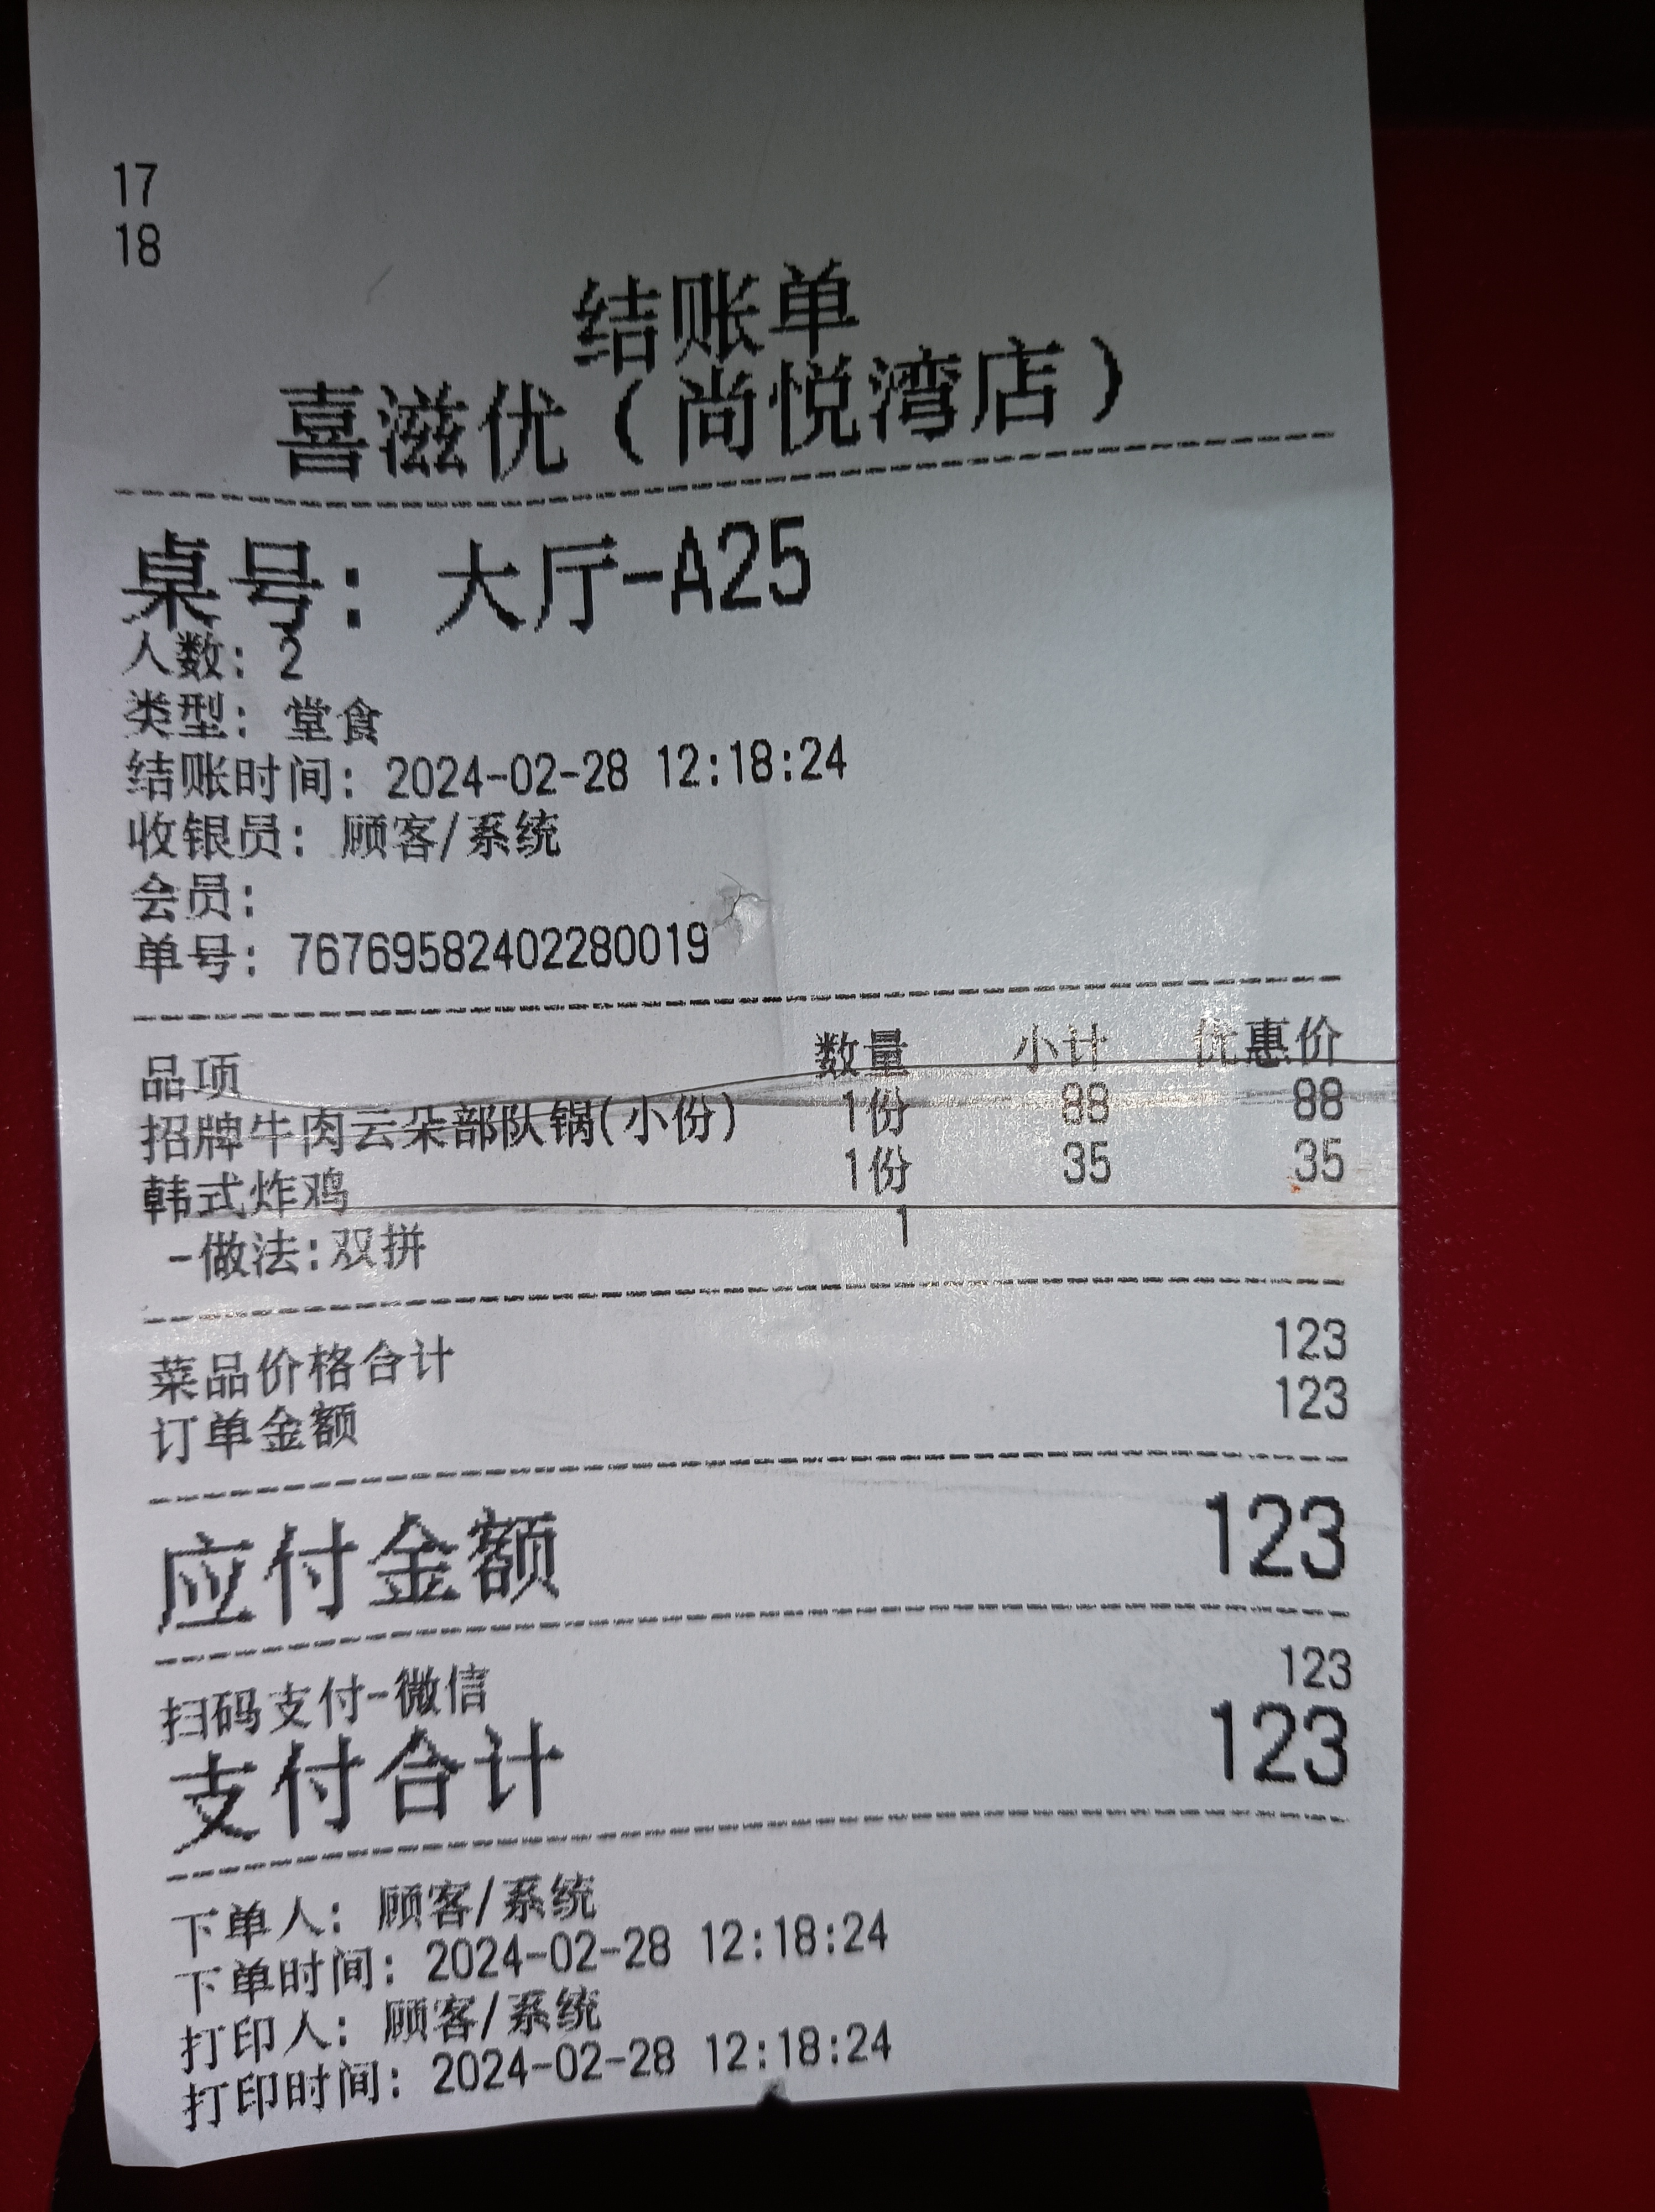 17
18
结账单
喜滋优(尚悦湾店)
桌号: 大厅-A25
人数: 2
类型: 堂食
结账时间: 2024-02-28 12:18:24
收银员: 顾客/系统
会员:
单号: 76769582402280019
品项 数量 小计 优惠价
招牌牛肉云朵部队锅(小份) 1份 88 88
韩式炸鸡 1份 35 35
-做法:双拼 1
菜品价格合计 123
订单金额 123
应付金额 123
扫码支付-微信 123
支付合计 123
下单人: 顾客/系统
下单时间: 2024-02-28 12:18:24
打印人: 顾客/系统
打印时间: 2024-02-28 12:18:24